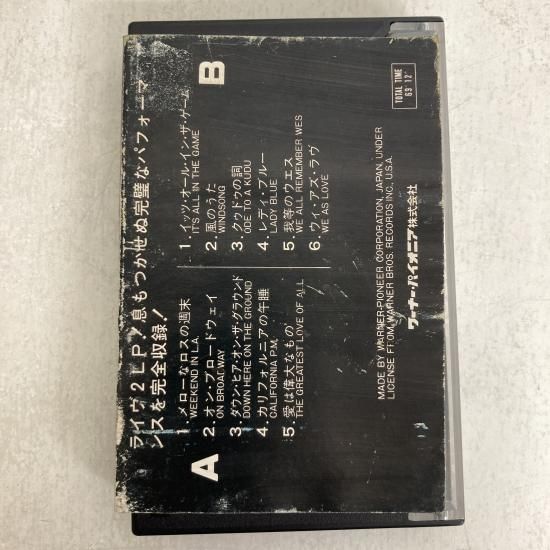 ライヴ2LP!息もつかせぬ完璧なパフォーマ
ンスを完全収録!
A
1. メローなロスの週末
WEEKEND IN L.A.
2. オン・ブロードウェイ
ON BROADWAY
3. ダウン・ヒア・オン・ザ・グラウンド
DOWN HERE ON THE GROUND
4. カリフォルニアの午睡
CALIFORNIA P.M.
5. 愛は偉大なもの
THE GREATEST LOVE OF ALL
B
1. イッツ・オール・イン・ザ・ゲーム
IT'S ALL IN THE GAME
2. 風のうた
WINDSONG
3. クゥドゥの詞
ODE TO A KUDU
4. レディ・ブルー
LADY BLUE
5. 我等のウエス
WE ALL REMEMBER WES
6. ウィ・アズ・ラヴ
WE AS LOVE
TOTAL TIME
69'12"
MADE BY WARNER-PIONEER CORPORATION, JAPAN, UNDER
LICENSE FROM WARNER BROS. RECORDS INC., U.S.A.
ワーナー・パイオニア株式会社